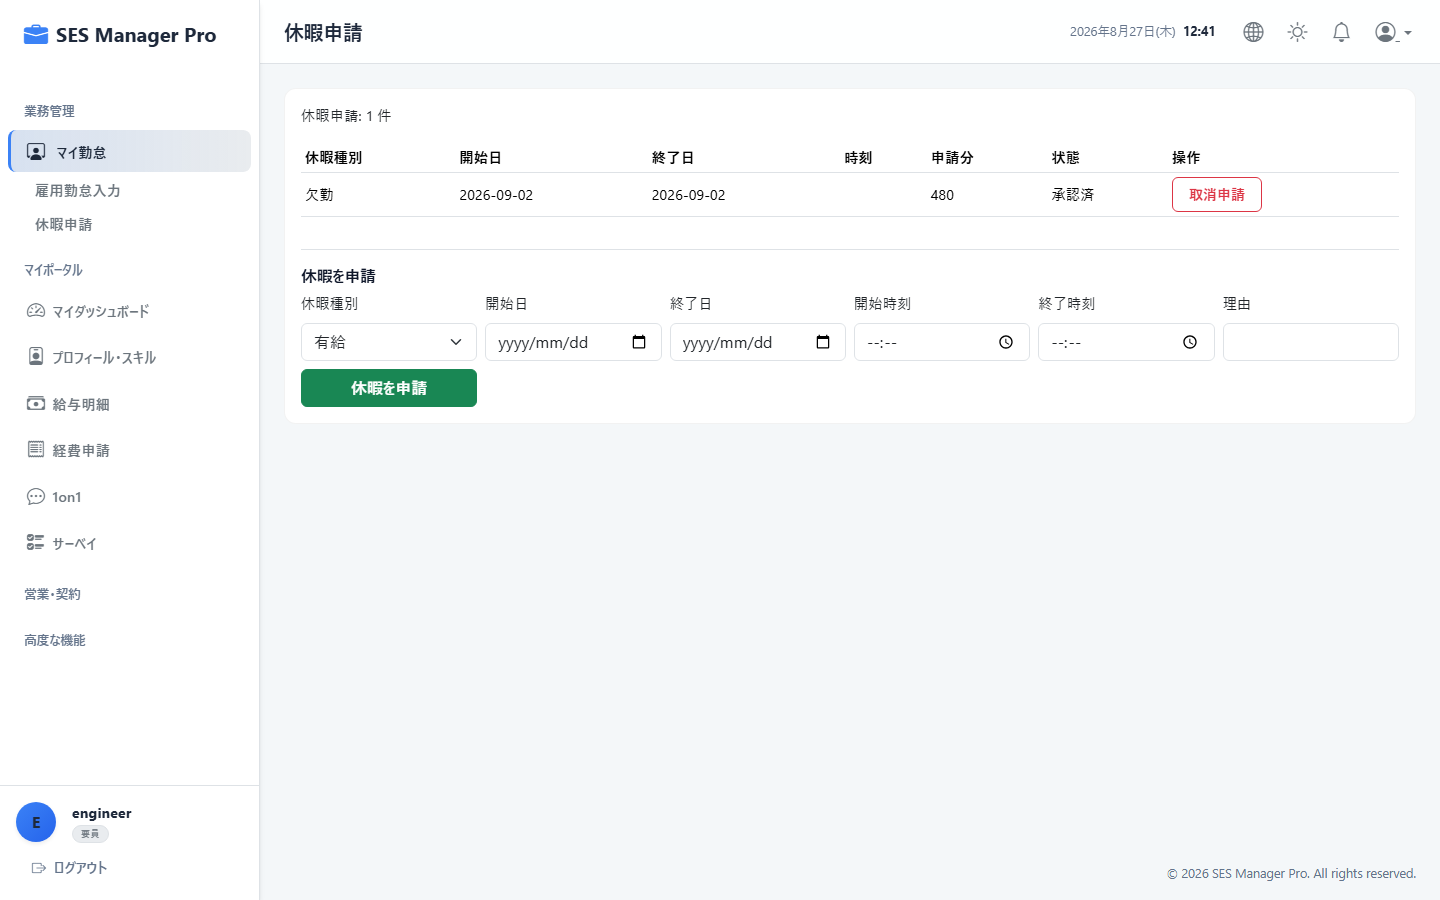 SES Manager Pro
休暇申請
2026年8月27日(木) 12:41
業務管理
マイ勤怠
雇用勤怠入力
休暇申請
マイポータル
マイダッシュボード
プロフィール・スキル
給与明細
経費申請
1on1
サーベイ
営業・契約
高度な機能
engineer
E
要員
ログアウト
休暇申請: 1 件
休暇種別 開始日 終了日 時刻 申請分 状態 操作
欠勤 2026-09-02 2026-09-02 480 承認済 取消申請
休暇を申請
休暇種別 開始日 終了日 開始時刻 終了時刻 理由
有給 yyyy/mm/dd yyyy/mm/dd --:-- --:--
休暇を申請
© 2026 SES Manager Pro. All rights reserved.